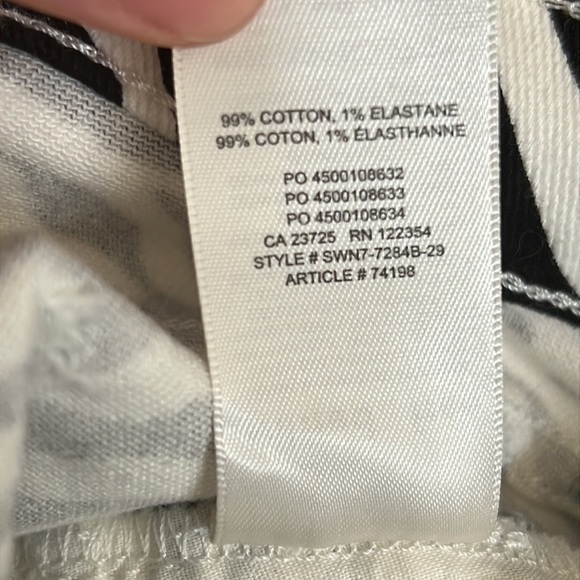 99% COTTON, 1% ELASTANE
99% COTON, 1% ÉLASTHANNE
PO 4500108632
PO 4500108633
PO 4500108634
CA 23725 RN 122354
STYLE # SWN7-7284B-29
ARTICLE # 74198